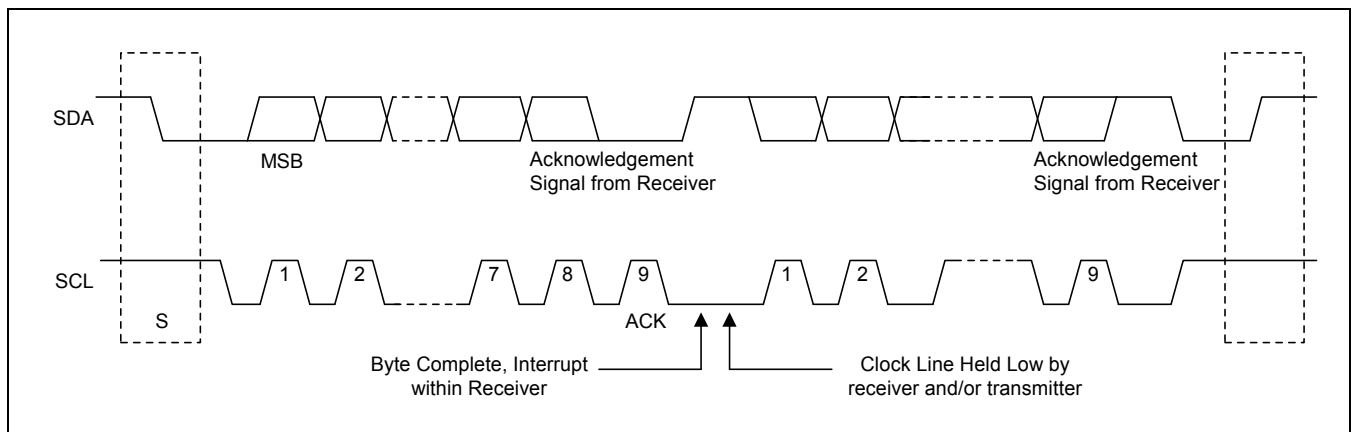 SDA
MSB
Acknowledgement
Signal from Receiver
Acknowledgement
Signal from Receiver
SCL
1
2
7
8
9
1
2
9
S
ACK
Byte Complete, Interrupt
within Receiver
Clock Line Held Low by
receiver and/or transmitter